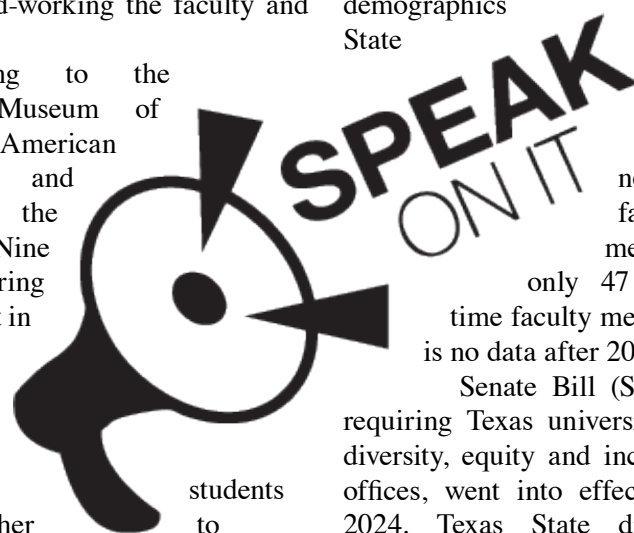 d-working the faculty and
ng to the
Museum of
American
and
the
Nine
ring
t in
students
her to
demographics
State
SPEAK
ON IT
no
fa
me
only 47
time faculty me
is no data after 20
Senate Bill (S
requiring Texas universi
diversity, equity and inc
offices, went into effec
2024. Texas State d